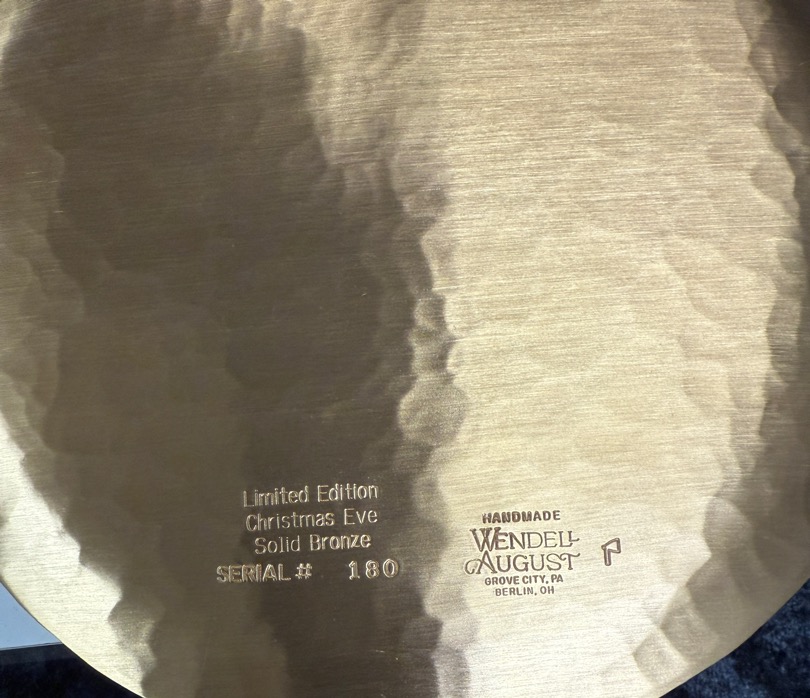 Limited Edition
Christmas Eve
Solid Bronze
SERIAL # 180
HANDMADE
WENDELL
AUGUST
GROVE CITY, PA
BERLIN, OH